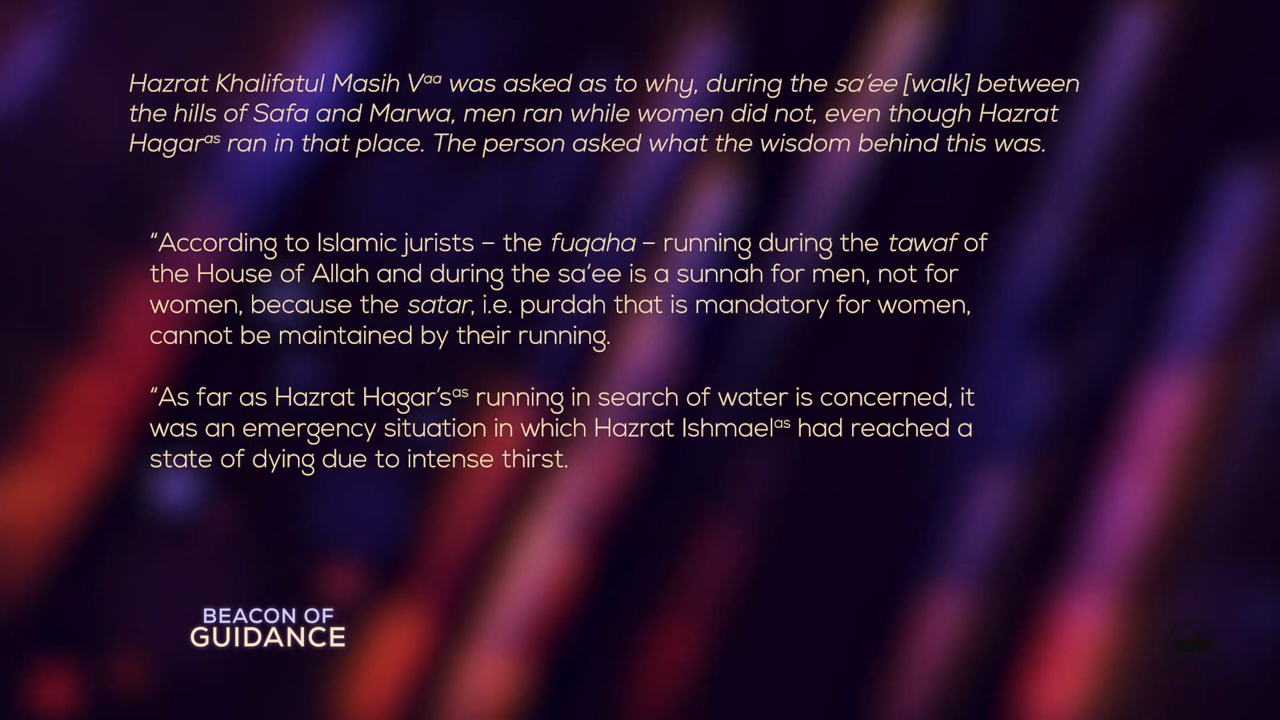 Hazrat Khalifatul Masih Vᵃᵃ was asked as to why, during the sa’ee [walk] between
the hills of Safa and Marwa, men ran while women did not, even though Hazrat
Hagarᵃˢ ran in that place. The person asked what the wisdom behind this was.
“According to Islamic jurists – the fuqaha – running during the tawaf of
the House of Allah and during the sa’ee is a sunnah for men, not for
women, because the satar, i.e. purdah that is mandatory for women,
cannot be maintained by their running.
“As far as Hazrat Hagar’sᵃˢ running in search of water is concerned, it
was an emergency situation in which Hazrat Ishmaelᵃˢ had reached a
state of dying due to intense thirst.
BEACON OF
GUIDANCE